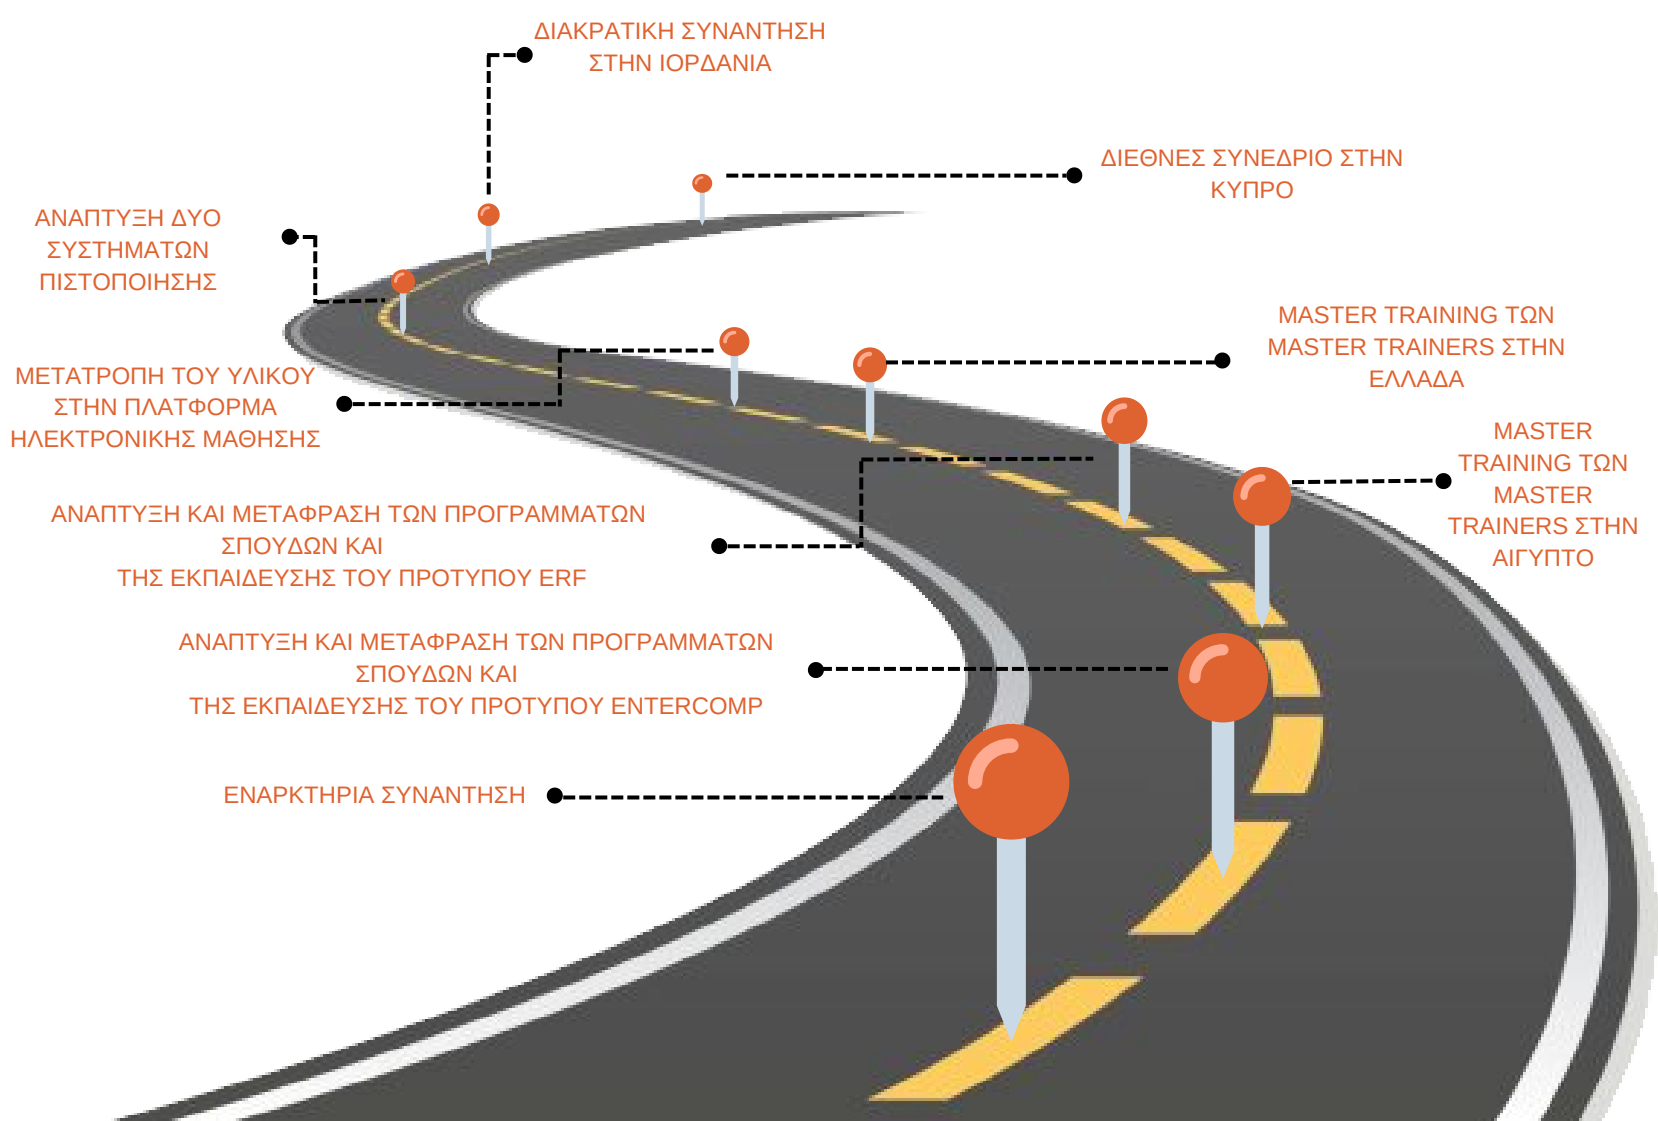 ΔΙΑΚΡΑΤΙΚΗ ΣΥΝΑΝΤΗΣΗ
ΣΤΗΝ ΙΟΡΔΑΝΙΑ
ΔΙΕΘΝΕΣ ΣΥΝΕΔΡΙΟ ΣΤΗΝ
ΚΥΠΡΟ
ΑΝΑΠΤΥΞΗ ΔΥΟ
ΣΥΣΤΗΜΑΤΩΝ
ΠΙΣΤΟΠΟΙΗΣΗΣ
MASTER TRAINING ΤΩΝ
MASTER TRAINERS ΣΤΗΝ
ΕΛΛΑΔΑ
ΜΕΤΑΤΡΟΠΗ ΤΟΥ ΥΛΙΚΟΥ
ΣΤΗΝ ΠΛΑΤΦΟΡΜΑ
ΗΛΕΚΤΡΟΝΙΚΗΣ ΜΑΘΗΣΗΣ
MASTER
TRAINING ΤΩΝ
MASTER
TRAINERS ΣΤΗΝ
ΑΙΓΥΠΤΟ
ΑΝΑΠΤΥΞΗ ΚΑΙ ΜΕΤΑΦΡΑΣΗ ΤΩΝ ΠΡΟΓΡΑΜΜΑΤΩΝ
ΣΠΟΥΔΩΝ ΚΑΙ
ΤΗΣ ΕΚΠΑΙΔΕΥΣΗΣ ΤΟΥ ΠΡΟΤΥΠΟΥ ERF
ΑΝΑΠΤΥΞΗ ΚΑΙ ΜΕΤΑΦΡΑΣΗ ΤΩΝ ΠΡΟΓΡΑΜΜΑΤΩΝ
ΣΠΟΥΔΩΝ ΚΑΙ
ΤΗΣ ΕΚΠΑΙΔΕΥΣΗΣ ΤΟΥ ΠΡΟΤΥΠΟΥ ENTERCOMP
ΕΝΑΡΚΤΗΡΙΑ ΣΥΝΑΝΤΗΣΗ